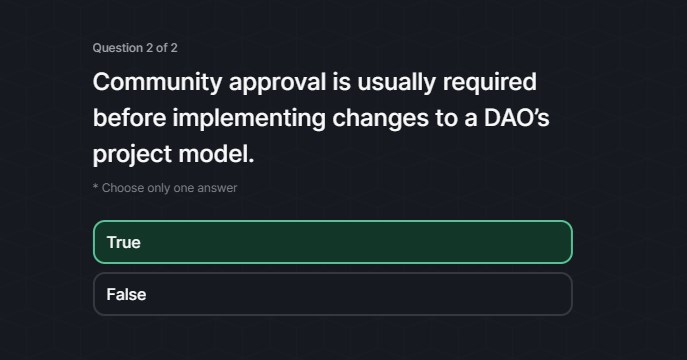 Question 2 of 2
Community approval is usually required
before implementing changes to a DAO’s
project model.
* Choose only one answer
True
False